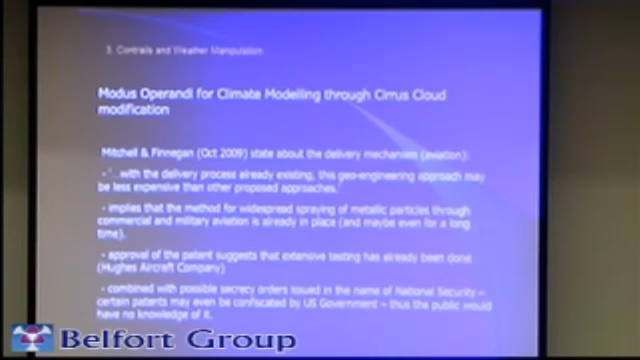 3. Contrails and Weather Manipulation
Modus Operandi for Climate Modelling through Cirrus Cloud
modification
Mitchell & Finnegan (Oct 2009) state about the delivery mechanism (aviation):
- '...with the delivery process already existing, this geo-engineering approach may
be less expensive than other proposed approaches.'
- implies that the method for widespread spraying of metallic particles through
commercial and military aviation is already in place (and maybe even for a long
time).
- approval of the patent suggests that extensive testing has already been done
(Hughes Aircraft Company)
- combined with possible secrecy orders issued in the name of National Security –
certain patents may even be confiscated by US Government – thus the public would
have no knowledge of it.
Belfort Group